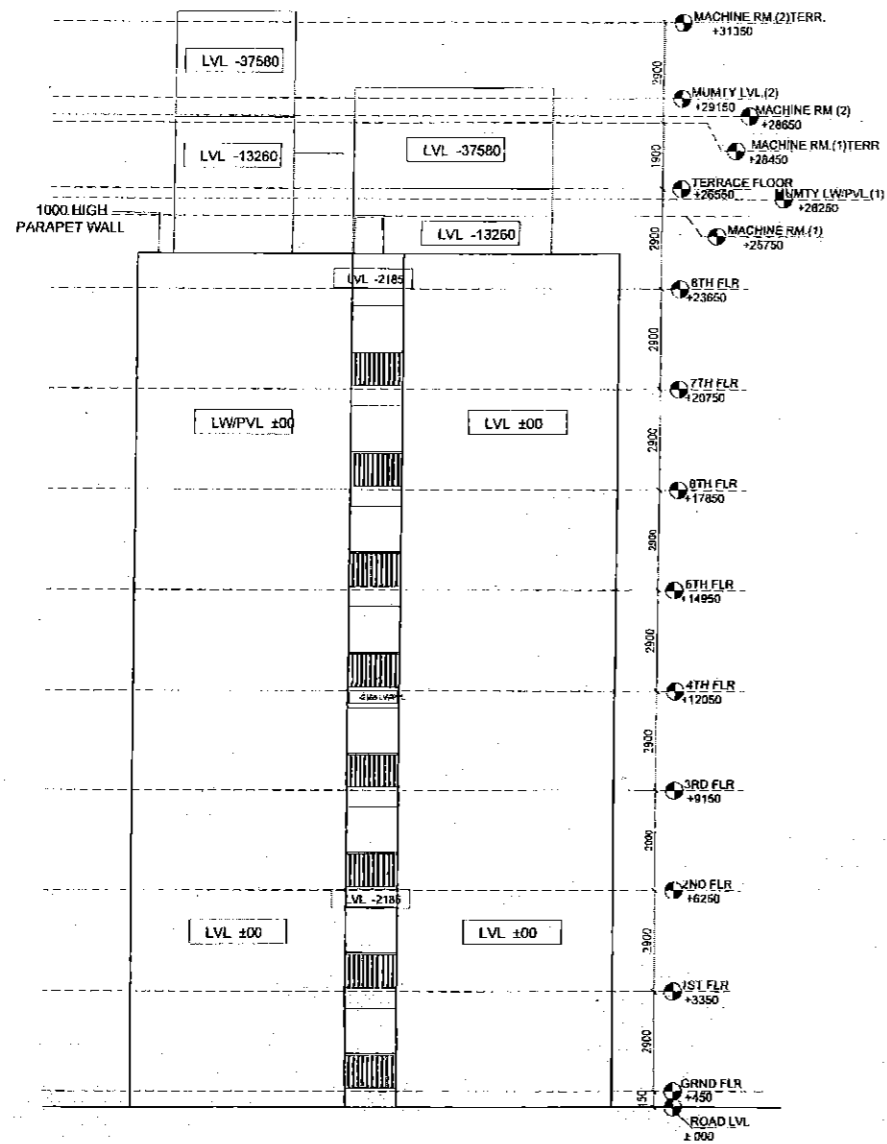 MACHINE RM.(2)TERR.
+31350
LVL -37580
2900
MUMTY LVL.(2)
+29150
MACHINE RM (2)
+28650
MACHINE RM.(1)TERR
+28450
LVL -13260
LVL -37580
1900
TERRACE FLOOR
+26550
MUMTY LW/PVL.(1)
+26250
1000 HIGH
PARAPET WALL
LVL -13260
2900
MACHINE RM.(1)
+25750
LVL -2185
8TH FLR
+23650
2900
7TH FLR
+20750
LW/PVL ±00
LVL ±00
2900
8TH FLR
+17850
2900
5TH FLR
+14950
2900
4TH FLR
+12050
2900
3RD FLR
+9150
2900
2ND FLR
+6250
LVL -2185
LVL ±00
LVL ±00
2900
1ST FLR
+3350
2900
GRND FLR
+450
ROAD LVL
±000